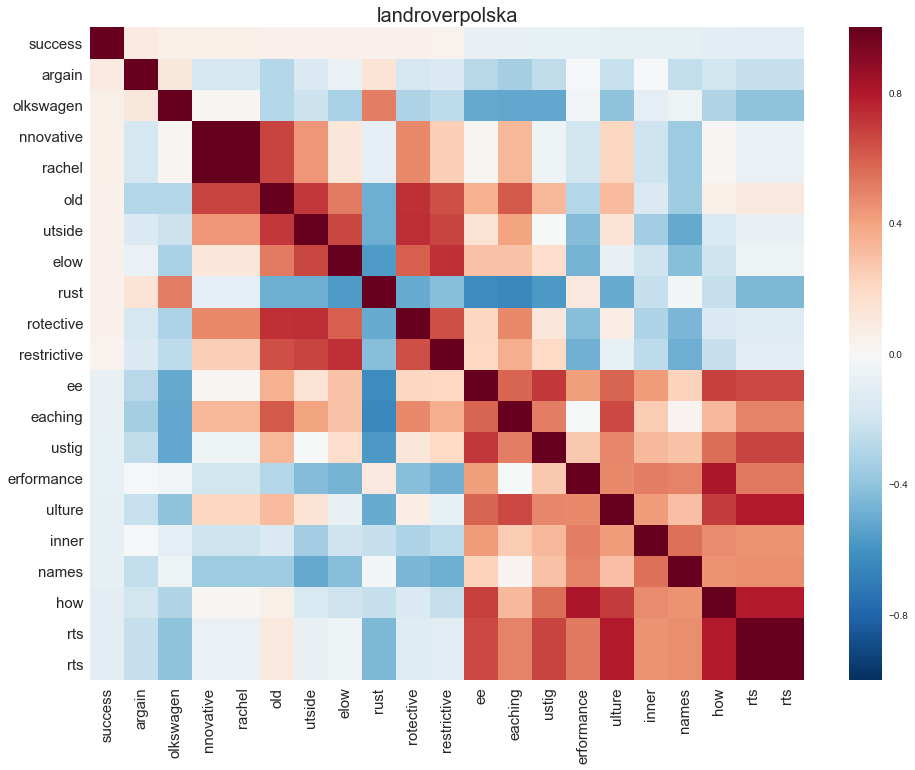 landroverpolska
success
argain
olkswagen
nnovative
rachel
old
utside
elow
rust
rotective
restrictive
ee
eaching
ustig
erformance
ulture
inner
names
how
rts
rts
success
argain
olkswagen
nnovative
rachel
old
utside
elow
rust
rotective
restrictive
ee
eaching
ustig
erformance
ulture
inner
names
how
rts
rts
0.8
0.4
0.0
-0.4
-0.8